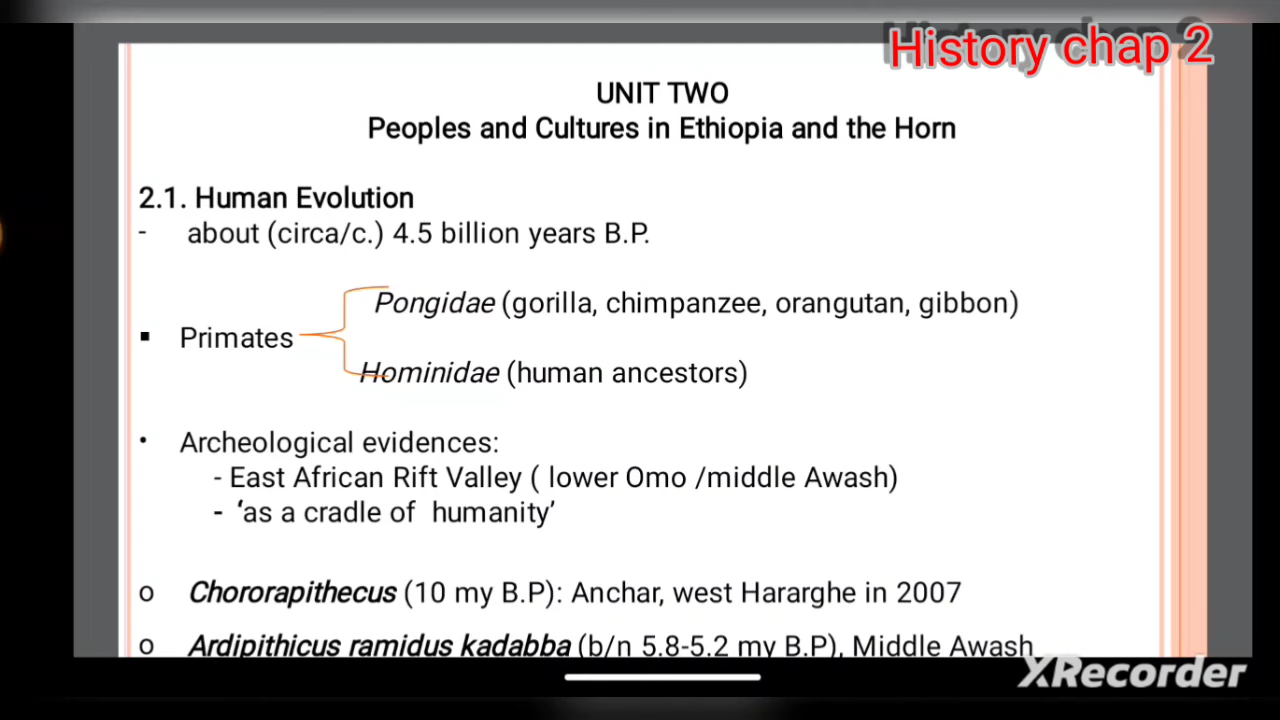 History chap 2
UNIT TWO
Peoples and Cultures in Ethiopia and the Horn
2.1. Human Evolution
- about (circa/c.) 4.5 billion years B.P.
Pongidae (gorilla, chimpanzee, orangutan, gibbon)
▪ Primates
Hominidae (human ancestors)
• Archeological evidences:
- East African Rift Valley ( lower Omo /middle Awash)
- ‘as a cradle of humanity’
o Chororapithecus (10 my B.P): Anchar, west Hararghe in 2007
o Ardipithicus ramidus kadabba (b/n 5.8-5.2 my B.P), Middle Awash
XRecorder